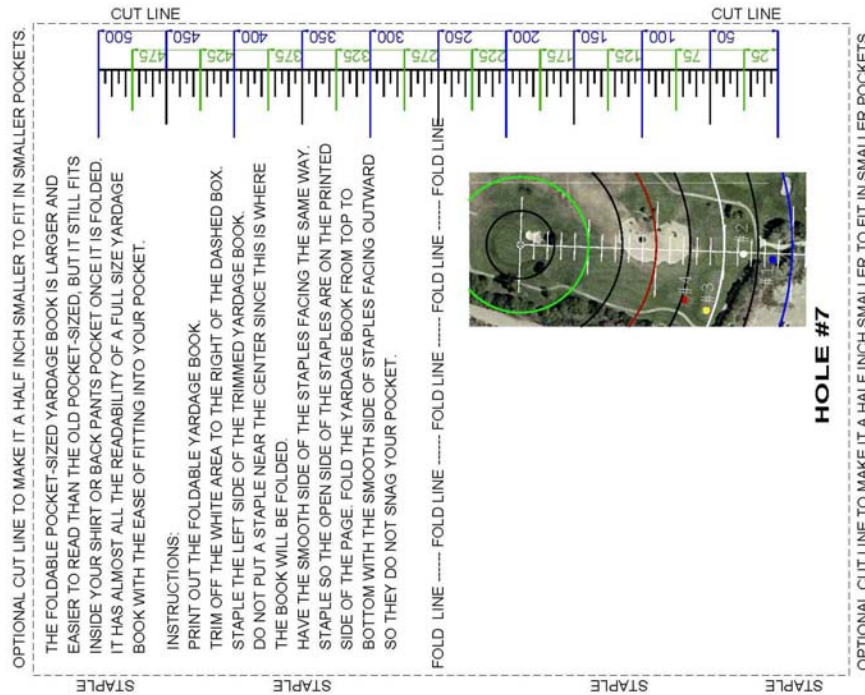 OPTIONAL CUT LINE TO MAKE IT A HALF INCH SMALLER TO FIT IN SMALLER POCKETS.
CUT LINE
CUT LINE
THE FOLDABLE POCKET-SIZED YARDAGE BOOK IS LARGER AND
EASIER TO READ THAN THE OLD POCKET-SIZED, BUT IT STILL FITS
INSIDE YOUR SHIRT OR BACK PANTS POCKET ONCE IT IS FOLDED.
IT HAS ALMOST ALL THE READABILITY OF A FULL SIZE YARDAGE
BOOK WITH THE EASE OF FITTING INTO YOUR POCKET.
INSTRUCTIONS:
PRINT OUT THE FOLDABLE YARDAGE BOOK.
TRIM OFF THE WHITE AREA TO THE RIGHT OF THE DASHED BOX.
STAPLE THE LEFT SIDE OF THE TRIMMED YARDAGE BOOK.
DO NOT PUT A STAPLE NEAR THE CENTER SINCE THIS IS WHERE
THE BOOK WILL BE FOLDED.
HAVE THE SMOOTH SIDE OF THE STAPLES FACING THE SAME WAY.
STAPLE SO THE OPEN SIDE OF THE STAPLES ARE ON THE PRINTED
SIDE OF THE PAGE. FOLD THE YARDAGE BOOK FROM TOP TO
BOTTOM WITH THE SMOOTH SIDE OF STAPLES FACING OUTWARD
SO THEY DO NOT SNAG YOUR POCKET.
FOLD LINE ------- FOLD LINE ------- FOLD LINE ------- FOLD LINE ------- FOLD LINE
500
475
450
425
400
375
350
325
300
275
250
225
200
175
150
125
100
75
50
25
#4
#3
#2
#1
HOLE #7
STAPLE
STAPLE
STAPLE
STAPLE
OPTIONAL CUT LINE TO MAKE IT A HALF INCH SMALLER TO FIT IN SMALLER POCKETS